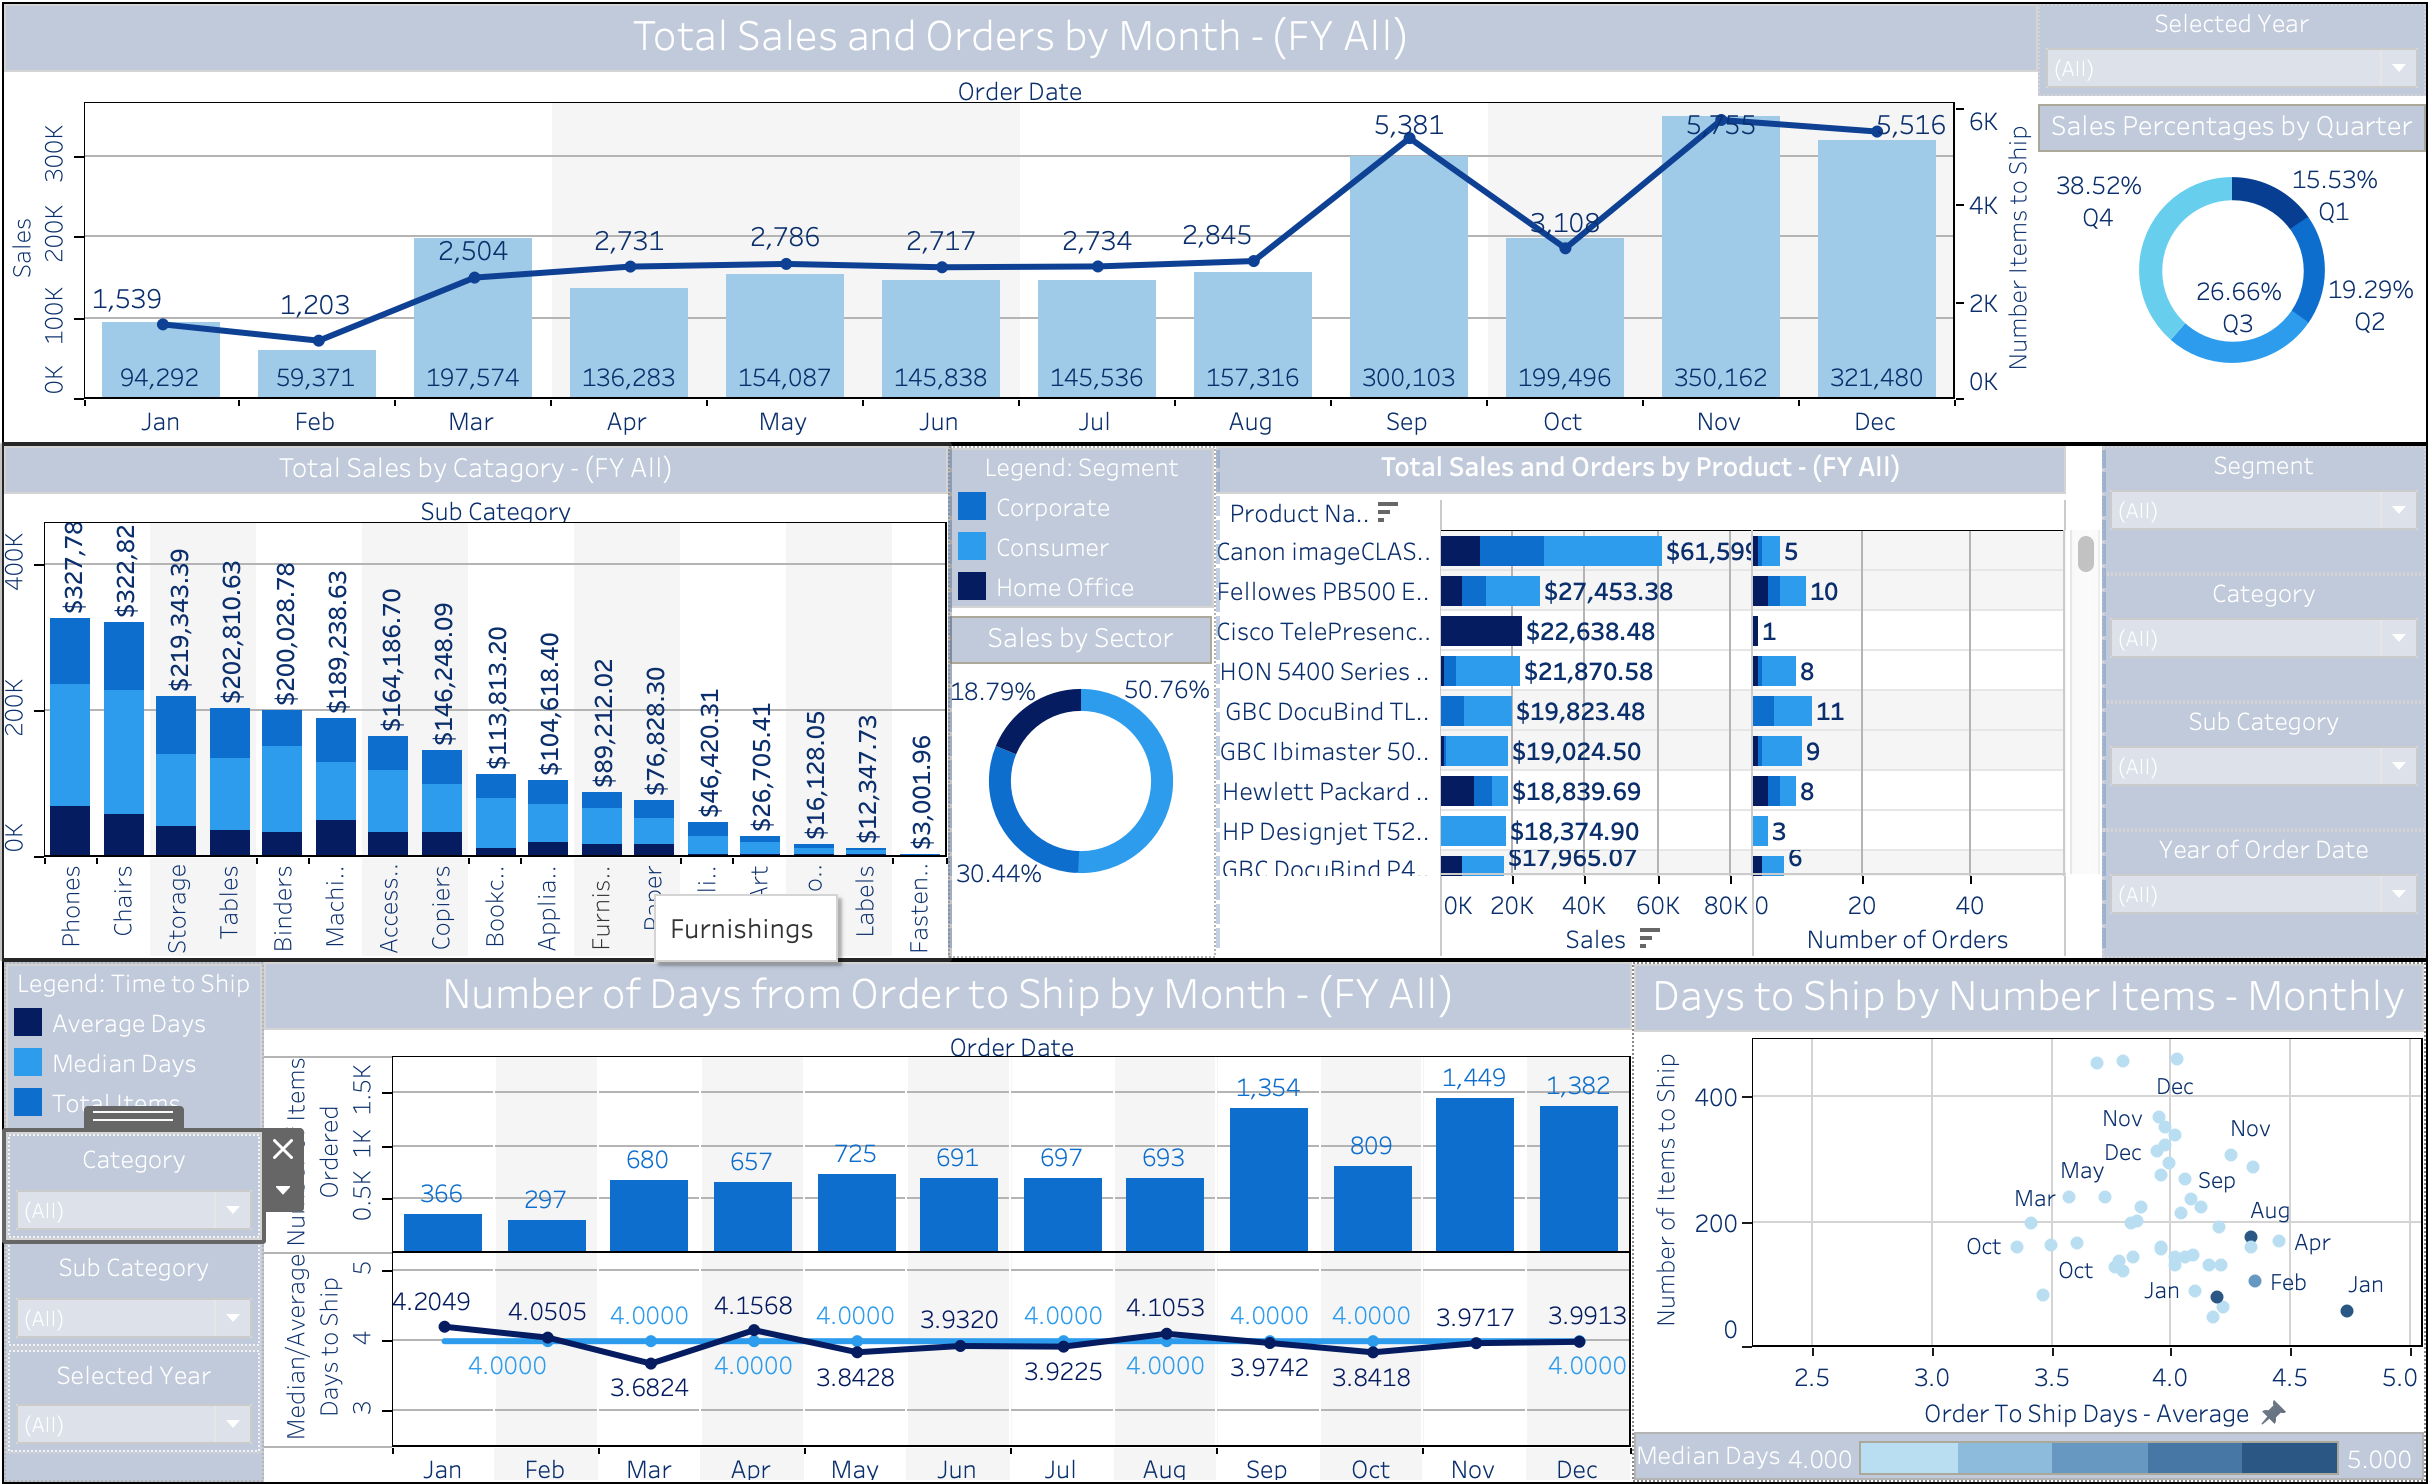 Total Sales and Orders by Month - (FY All)
Selected Year
(All)
Order Date
Sales
0K 100K 200K 300K
1,539 1,203 2,504 2,731 2,786 2,717 2,734 2,845 5,381 3,108 5,755 5,516
94,292 59,371 197,574 136,283 154,087 145,838 145,536 157,316 300,103 199,496 350,162 321,480
Jan Feb Mar Apr May Jun Jul Aug Sep Oct Nov Dec
6K
4K
2K
0K
Number Items to Ship
Sales Percentages by Quarter
38.52%
Q4
15.53%
Q1
26.66%
Q3
19.29%
Q2
Total Sales by Catagory - (FY All)
Sub Category
400K
200K
0K
$327,78 $322,82 $219,343.39 $202,810.63 $200,028.78 $189,238.63 $164,186.70 $146,248.09 $113,813.20 $104,618.40 $89,212.02 $76,828.30 $46,420.31 $26,705.41 $16,128.05 $12,347.73 $3,001.96
Phones Chairs Storage Tables Binders Machi.. Access.. Copiers Bookc.. Applia.. Furnis.. Paper li.. Art o.. Labels Fasten..
Furnishings
Legend: Segment
Corporate
Consumer
Home Office
Sales by Sector
18.79%
50.76%
30.44%
Total Sales and Orders by Product - (FY All)
Product Na..
Canon imageCLAS.. $61,599 5
Fellowes PB500 E.. $27,453.38 10
Cisco TelePresenc.. $22,638.48 1
HON 5400 Series .. $21,870.58 8
GBC DocuBind TL.. $19,823.48 11
GBC Ibimaster 50.. $19,024.50 9
Hewlett Packard .. $18,839.69 8
HP Designjet T52.. $18,374.90 3
GBC DocuBind P4.. $17,965.07 6
0K 20K 40K 60K 80K 0 20 40
Sales Number of Orders
Segment
(All)
Category
(All)
Sub Category
(All)
Year of Order Date
(All)
Legend: Time to Ship
Average Days
Median Days
Total Items
Category
(All)
Sub Category
(All)
Selected Year
(All)
Number of Days from Order to Ship by Month - (FY All)
Order Date
Items
Ordered
0.5K 1K 1.5K
366 297 680 657 725 691 697 693 1,354 809 1,449 1,382
Median/Average
Days to Ship
5
4
3
4.2049 4.0505 4.0000 4.1568 4.0000 3.9320 4.0000 4.1053 4.0000 4.0000 3.9717 3.9913
4.0000 3.6824 4.0000 3.8428 3.9225 4.0000 3.9742 3.8418 4.0000
Jan Feb Mar Apr May Jun Jul Aug Sep Oct Nov Dec
Days to Ship by Number Items - Monthly
Number of Items to Ship
400
200
0
Dec
Nov
Nov
Dec
May
Sep
Mar
Aug
Oct
Apr
Oct
Feb
Jan
Jan
2.5 3.0 3.5 4.0 4.5 5.0
Order To Ship Days - Average
Median Days 4.000 5.000